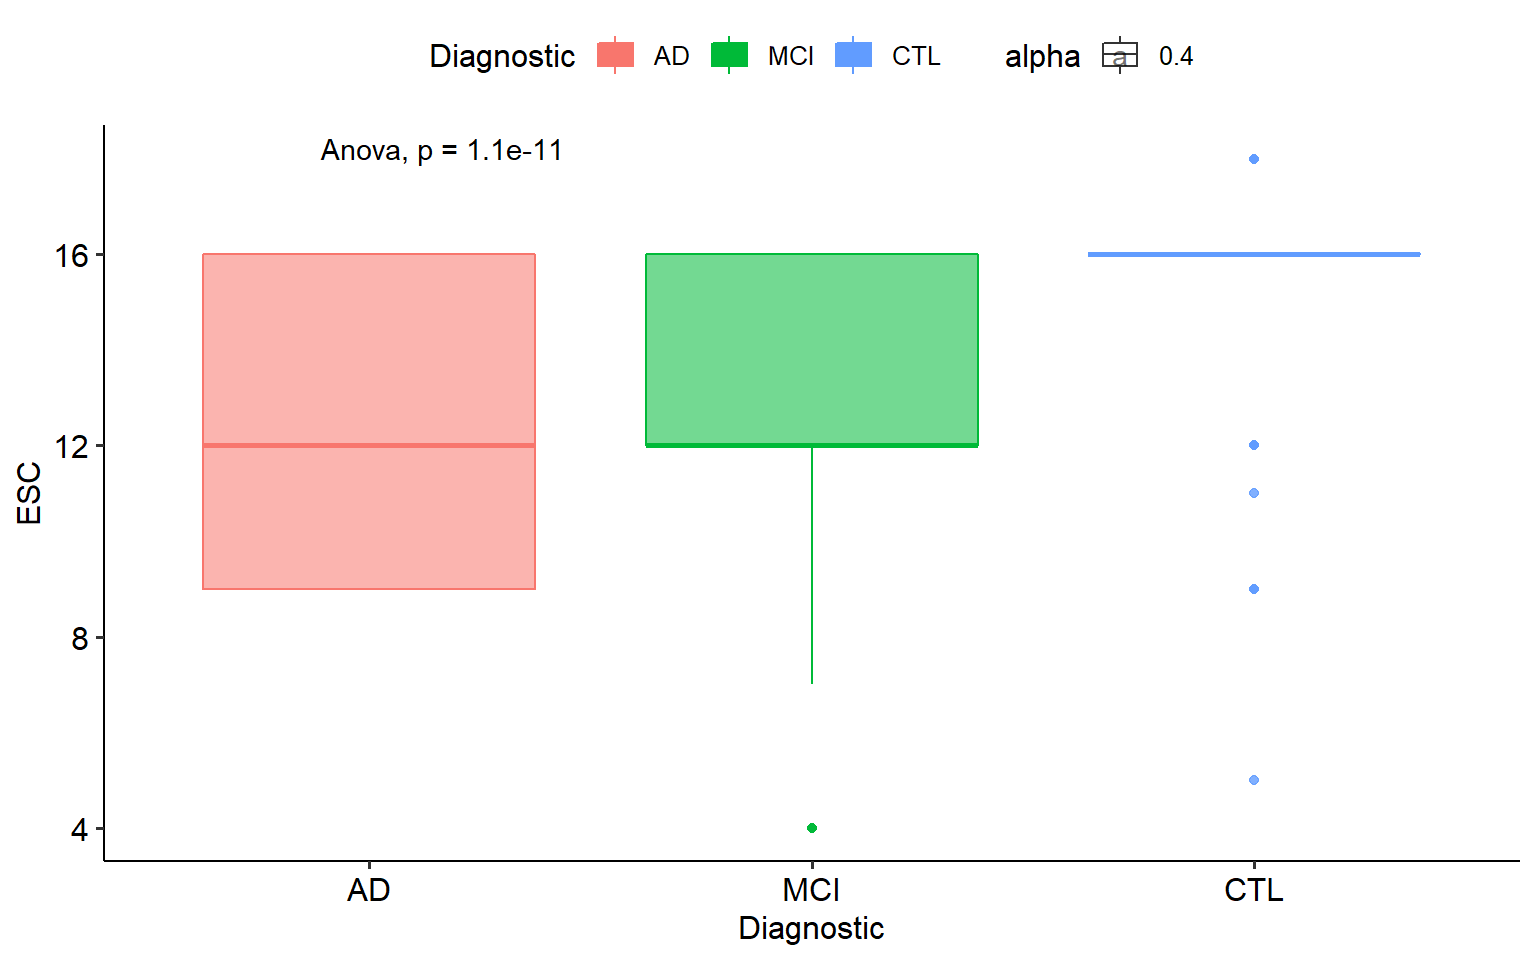 Diagnostic AD MCI CTL alpha a 0.4
Anova, p = 1.1e-11
16
12
8
4
ESC
AD MCI CTL
Diagnostic